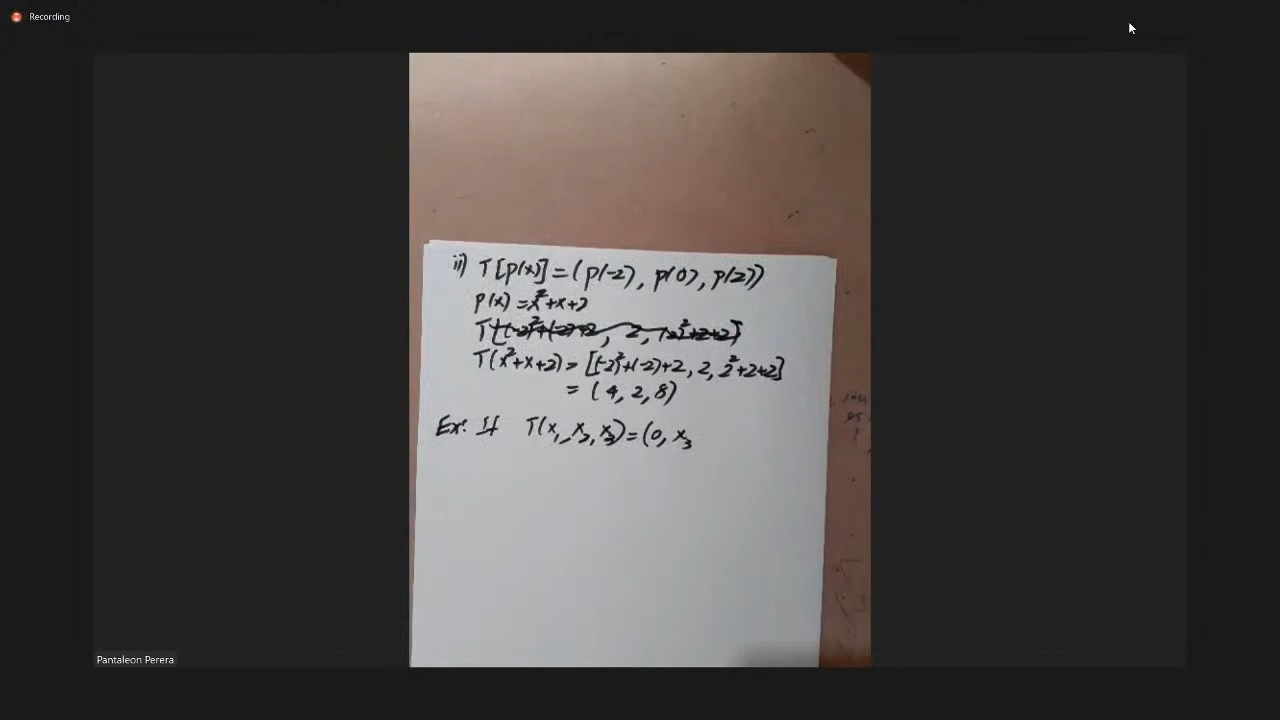 Recording
ii) T[p(x)] = (p(-2), p(0), p(2))
p(x) = x²+x+2
T[(-2)²+(-2)+2, 2, (2)²+2+2]
T(x²+x+2) = [(-2)²+(-2)+2, 2, 2²+2+2]
= (4, 2, 8)
Ex: If T(x₁, x₂, x₃) = (0, x₃
Pantaleon Perera